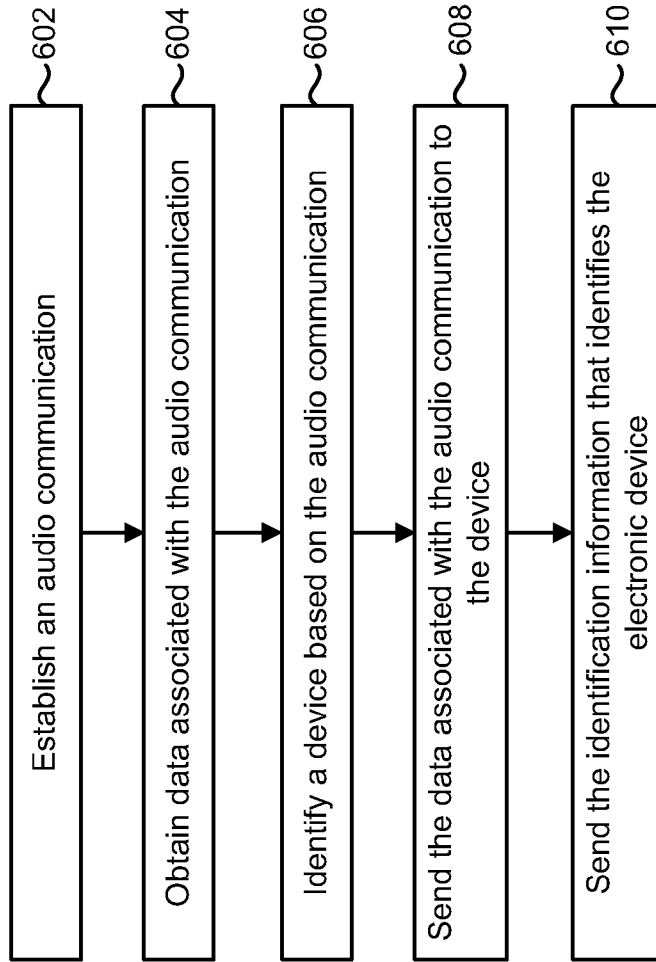 Establish an audio communication
602
Obtain data associated with the audio communication
604
Identify a device based on the audio communication
606
Send the data associated with the audio communication to
the device
608
Send the identification information that identifies the
electronic device
610